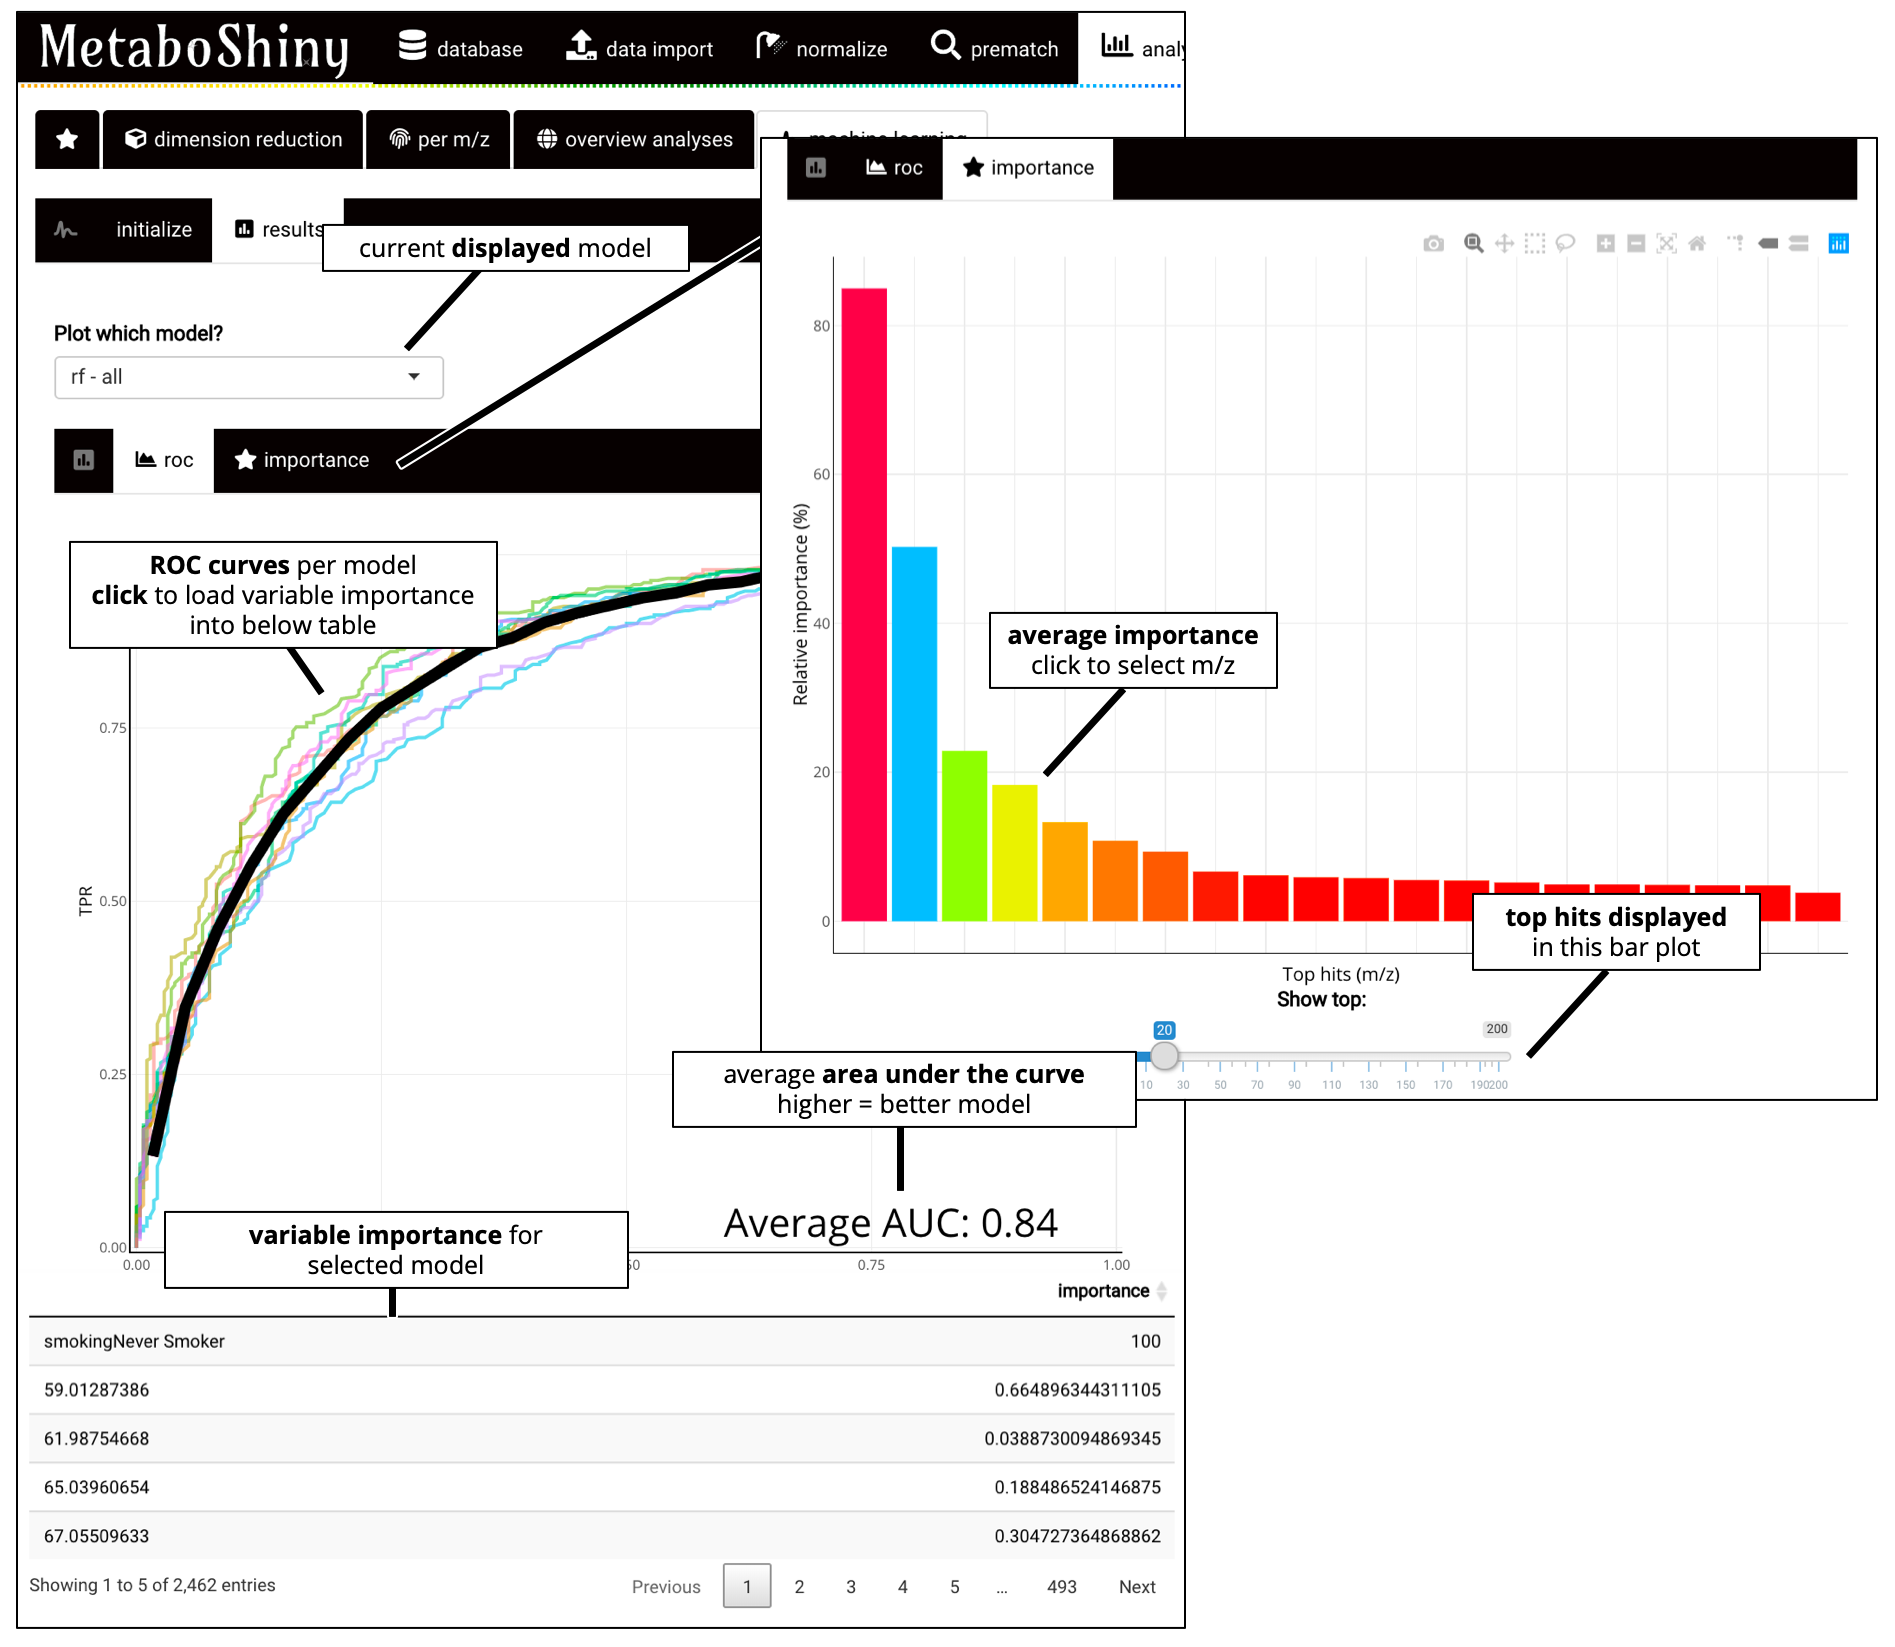 MetaboShiny
database
data import
normalize
prematch
analy
dimension reduction
per m/z
overview analyses
initialize
results
current displayed model
Plot which model?
rf - all
roc
importance
ROC curves per model
click to load variable importance
into below table
TPR
0.75
0.50
0.25
0.00
0.00
0.75
1.00
average area under the curve
higher = better model
Average AUC: 0.84
variable importance for
selected model
importance
smokingNever Smoker 100
59.01287386 0.664896344311105
61.98754668 0.0388730094869345
65.03960654 0.188486524146875
67.05509633 0.304727364868862
Showing 1 to 5 of 2,462 entries
Previous 1 2 3 4 5 ... 493 Next
roc
importance
Relative importance (%)
80
60
40
20
0
average importance
click to select m/z
top hits displayed
in this bar plot
Top hits (m/z)
Show top:
20
200
10 30 50 70 90 110 130 150 170 190 200